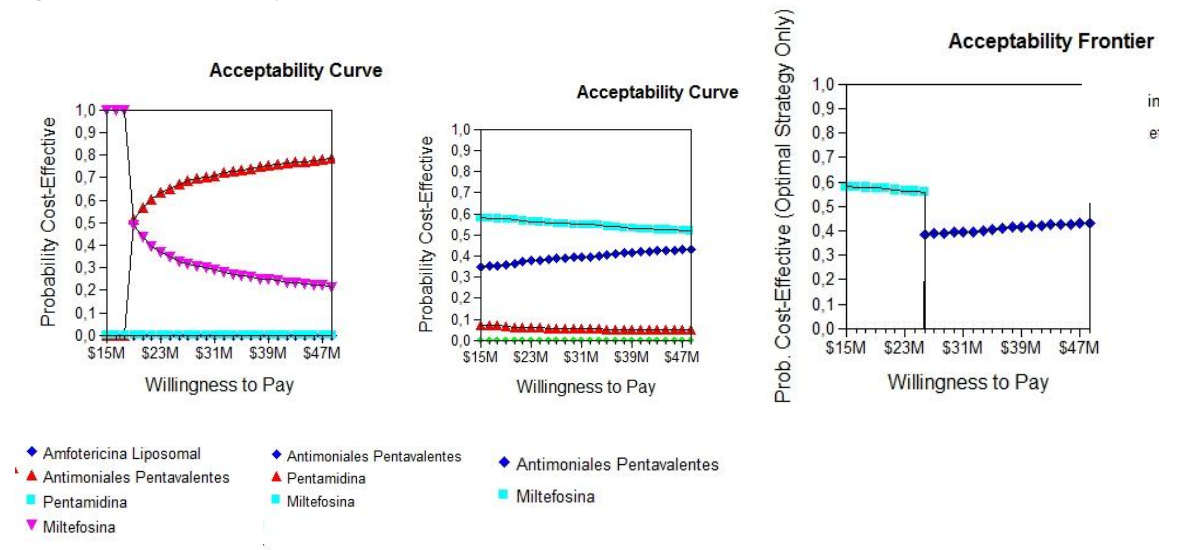 Acceptability Curve
Probability Cost-Effective
1,0
0,9
0,8
0,7
0,6
0,5
0,4
0,3
0,2
0,1
0,0
$15M $23M $31M $39M $47M
Willingness to Pay
Amfotericina Liposomal
Antimoniales Pentavalentes
Pentamidina
Miltefosina
Acceptability Curve
Probability Cost-Effective
1,0
0,9
0,8
0,7
0,6
0,5
0,4
0,3
0,2
0,1
0,0
$15M $23M $31M $39M $47M
Willingness to Pay
Antimoniales Pentavalentes
Pentamidina
Miltefosina
Acceptability Frontier
Prob. Cost-Effective (Optimal Strategy Only)
1,0
0,9
0,8
0,7
0,6
0,5
0,4
0,3
0,2
0,1
0,0
$15M $23M $31M $39M $47M
Willingness to Pay
in
Antimoniales Pentavalentes
Miltefosina